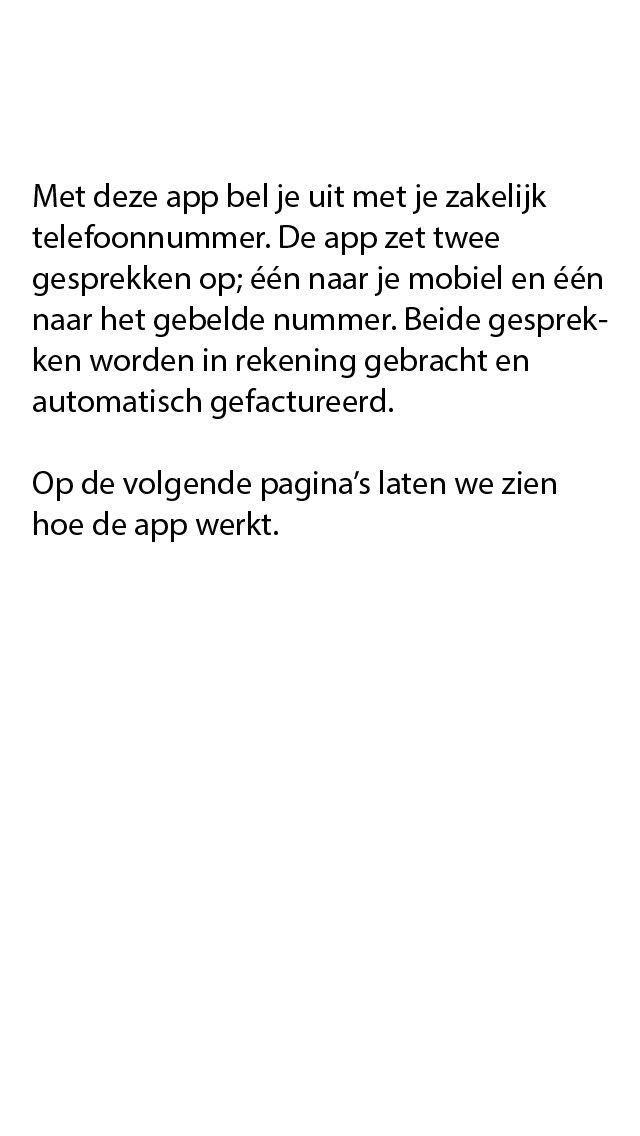 Met deze app bel je uit met je zakelijk
telefoonnummer. De app zet twee
gesprekken op; één naar je mobiel en één
naar het gebelde nummer. Beide gesprek-
ken worden in rekening gebracht en
automatisch gefactureerd.
Op de volgende pagina’s laten we zien
hoe de app werkt.